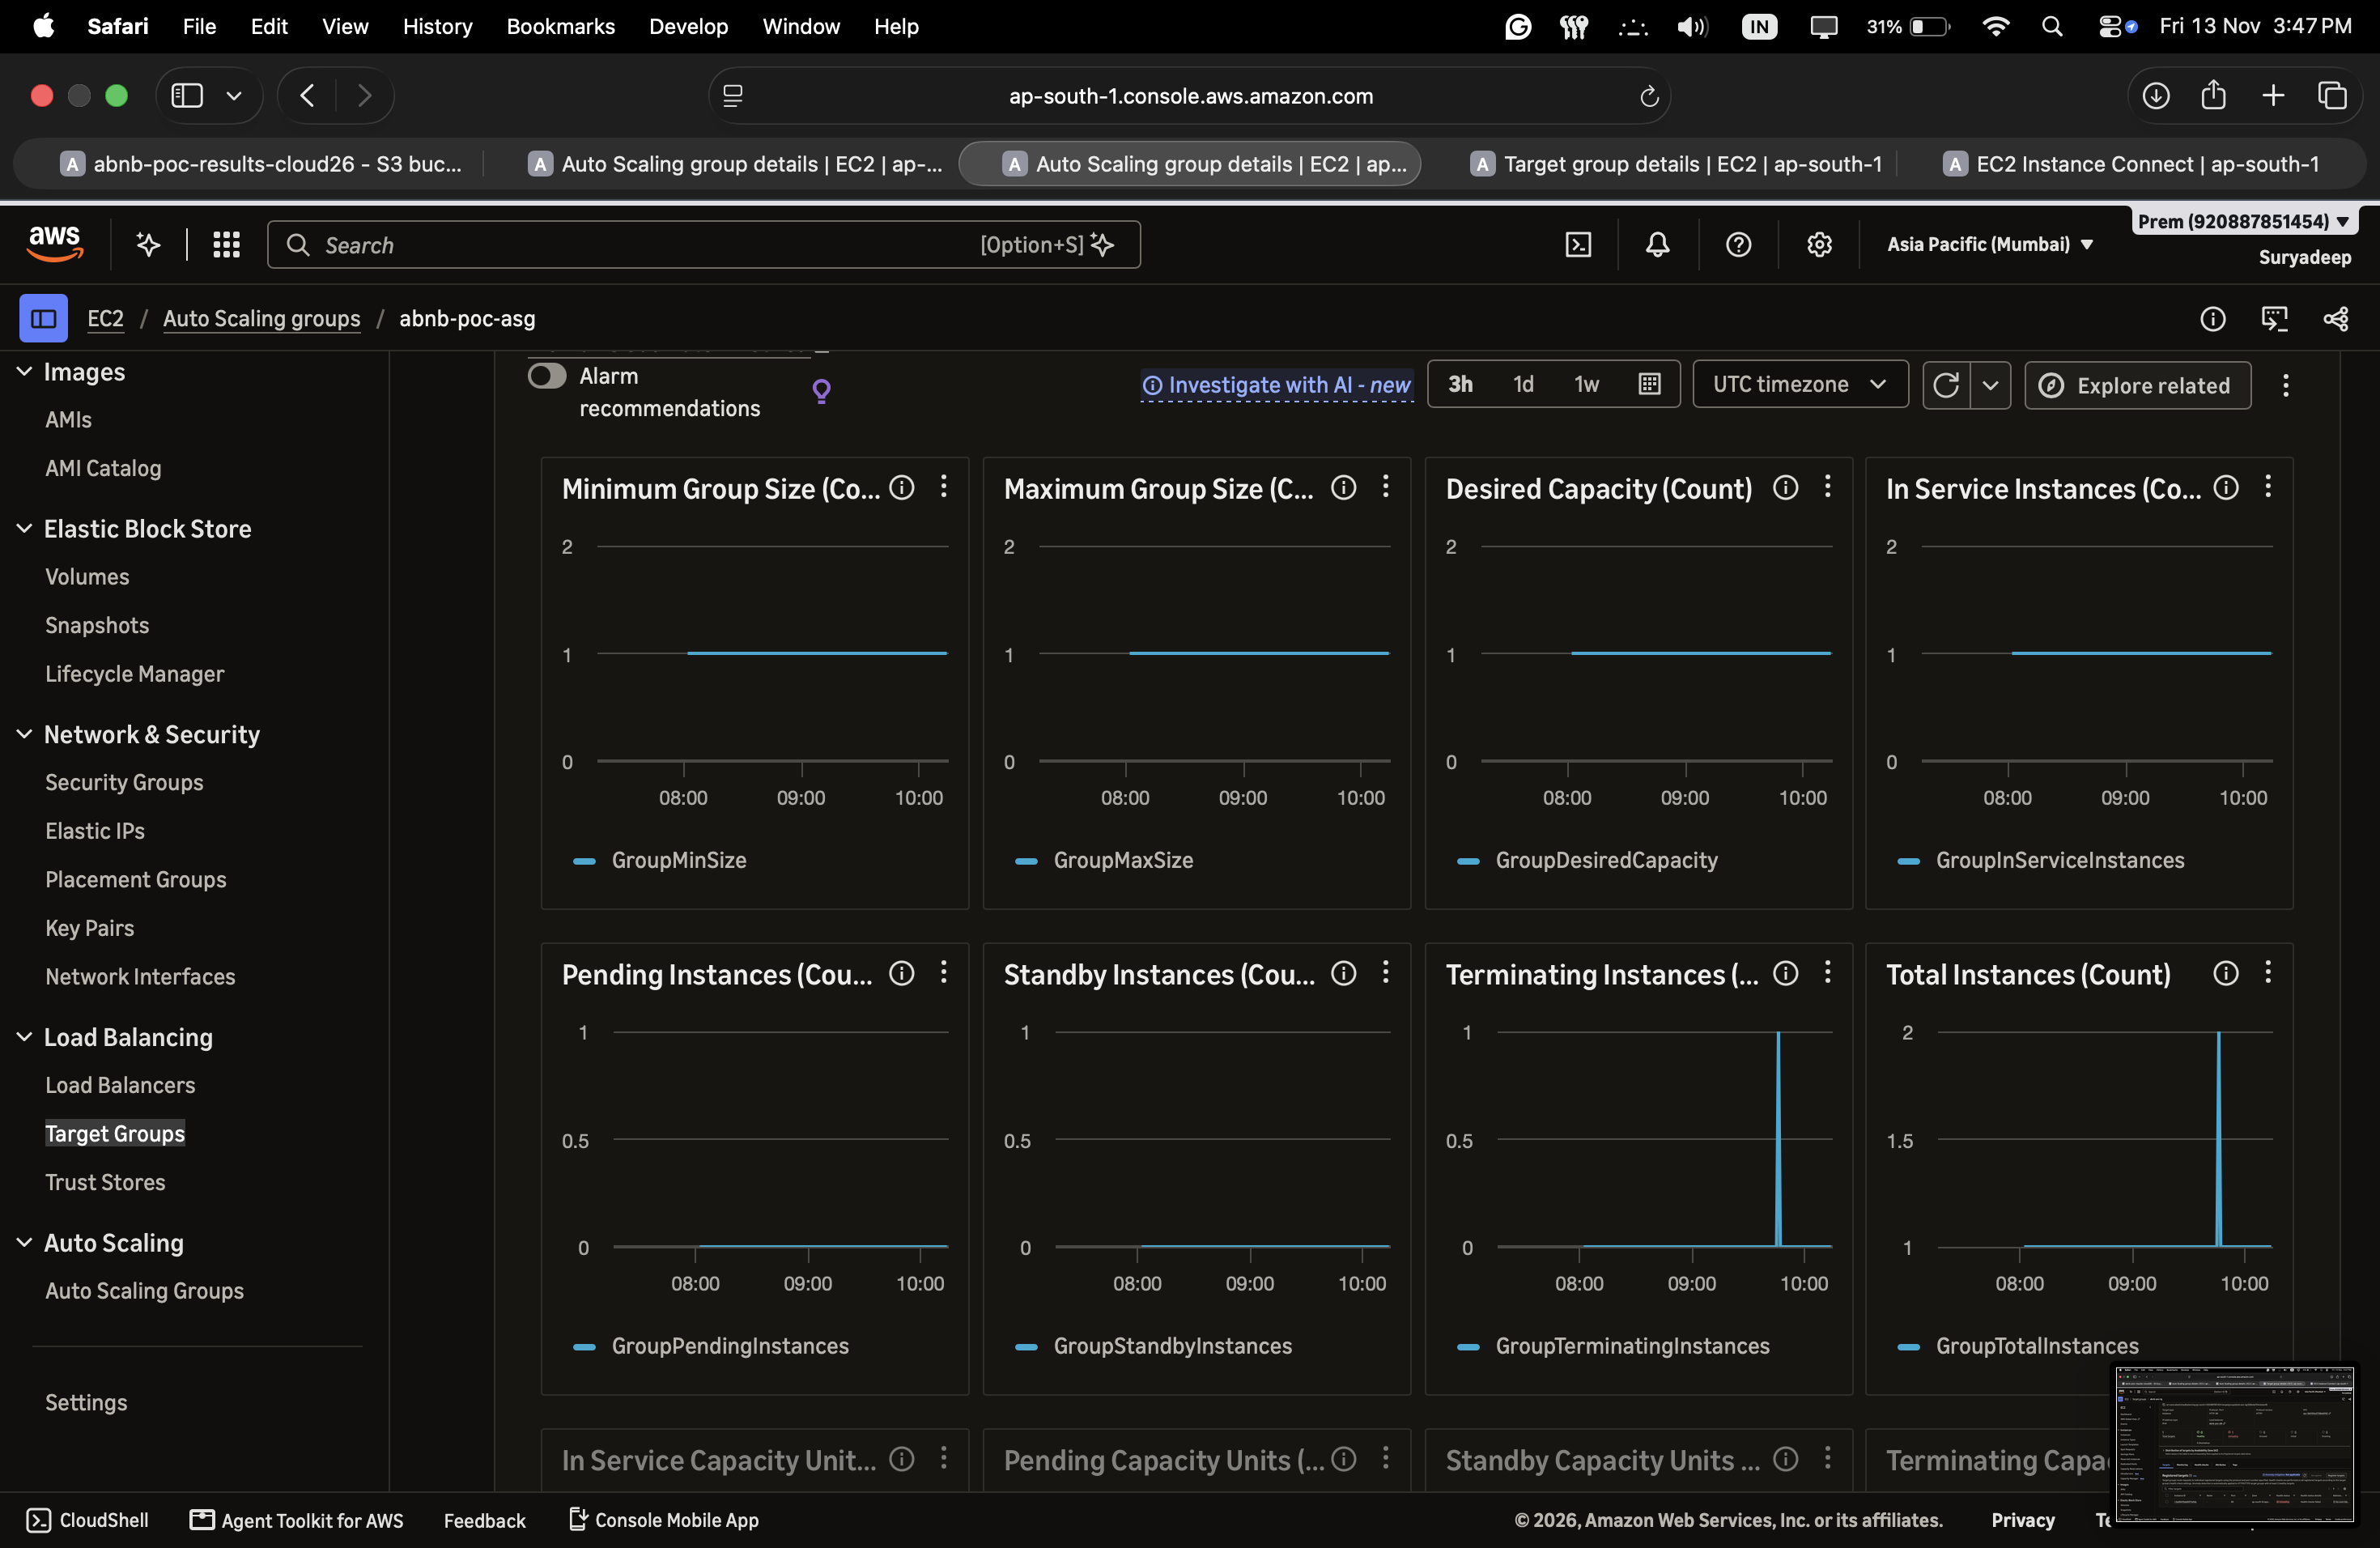 Safari File Edit View History Bookmarks Develop Window Help IN 31% Fri 13 Nov 3:47 PM
ap-south-1.console.aws.amazon.com
A abnb-poc-results-cloud26 - S3 buc...
A Auto Scaling group details | EC2 | ap-...
A Auto Scaling group details | EC2 | ap...
A Target group details | EC2 | ap-south-1
A EC2 Instance Connect | ap-south-1
aws Search [Option+S] Asia Pacific (Mumbai) Prem (920887851454)
Suryadeep
EC2 / Auto Scaling groups / abnb-poc-asg
Images
AMIs
AMI Catalog
Elastic Block Store
Volumes
Snapshots
Lifecycle Manager
Network & Security
Security Groups
Elastic IPs
Placement Groups
Key Pairs
Network Interfaces
Load Balancing
Load Balancers
Target Groups
Trust Stores
Auto Scaling
Auto Scaling Groups
Settings
Alarm
recommendations
Investigate with AI - new
3h 1d 1w
UTC timezone
Explore related
Minimum Group Size (Co...
2
1
0
08:00 09:00 10:00
GroupMinSize
Maximum Group Size (C...
2
1
0
08:00 09:00 10:00
GroupMaxSize
Desired Capacity (Count)
2
1
0
08:00 09:00 10:00
GroupDesiredCapacity
In Service Instances (Co...
2
1
0
08:00 09:00 10:00
GroupInServiceInstances
Pending Instances (Cou...
1
0.5
0
08:00 09:00 10:00
GroupPendingInstances
Standby Instances (Cou...
1
0.5
0
08:00 09:00 10:00
GroupStandbyInstances
Terminating Instances (...
1
0.5
0
08:00 09:00 10:00
GroupTerminatingInstances
Total Instances (Count)
2
1.5
1
08:00 09:00 10:00
GroupTotalInstances
In Service Capacity Unit...
Pending Capacity Units (...
Standby Capacity Units ...
Terminating Capa
CloudShell Agent Toolkit for AWS Feedback Console Mobile App © 2026, Amazon Web Services, Inc. or its affiliates. Privacy